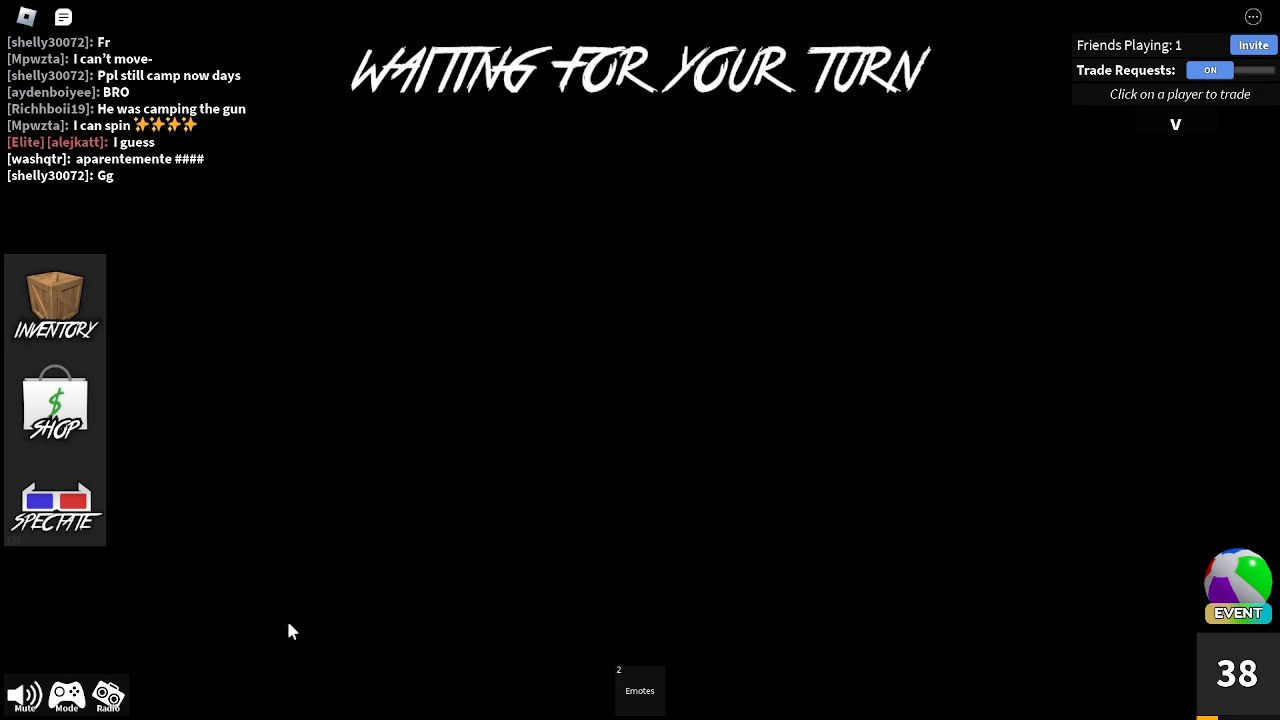 WAITING FOR YOUR TURN
[shelly30072]: Fr
[Mpwzta]: I can't move-
[shelly30072]: Ppl still camp now days
[aydenboiyee]: BRO
[Richhboii19]: He was camping the gun
[Mpwzta]: I can spin ✨✨✨✨
[Elite] [alejkatt]: I guess
[washqtr]: aparentemente ####
[shelly30072]: Gg
Friends Playing: 1 Invite
Trade Requests: ON
Click on a player to trade
V
INVENTORY
$
SHOP
SPECTATE
EVENT
38
2
Emotes
Mute Mode Radio